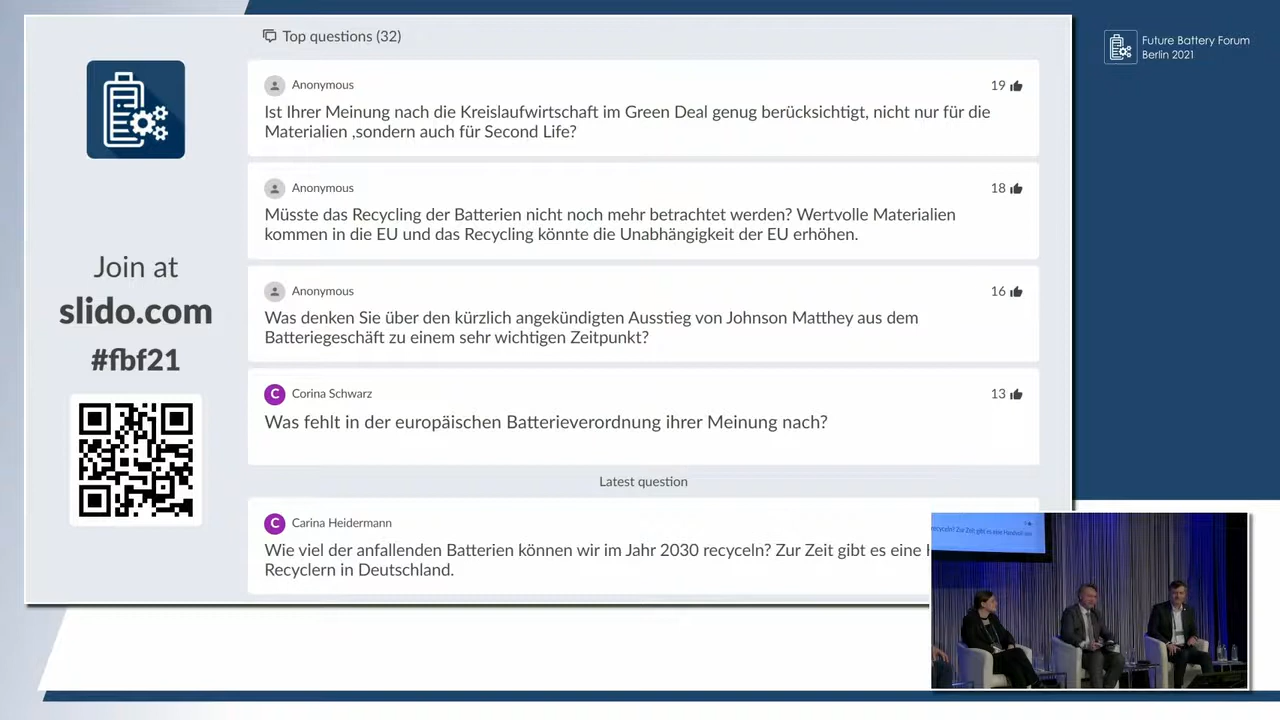 Top questions (32)
Anonymous
19
Ist Ihrer Meinung nach die Kreislaufwirtschaft im Green Deal genug berücksichtigt, nicht nur für die
Materialien ,sondern auch für Second Life?
Anonymous
18
Müsste das Recycling der Batterien nicht noch mehr betrachtet werden? Wertvolle Materialien
kommen in die EU und das Recycling könnte die Unabhängigkeit der EU erhöhen.
Anonymous
16
Was denken Sie über den kürzlich angekündigten Ausstieg von Johnson Matthey aus dem
Batteriegeschäft zu einem sehr wichtigen Zeitpunkt?
C
Corina Schwarz
13
Was fehlt in der europäischen Batterieverordnung ihrer Meinung nach?
Latest question
C
Carina Heidermann
Wie viel der anfallenden Batterien können wir im Jahr 2030 recyceln? Zur Zeit gibt es eine
Recyclern in Deutschland.
Join at
slido.com
#fbf21
Future Battery Forum
Berlin 2021